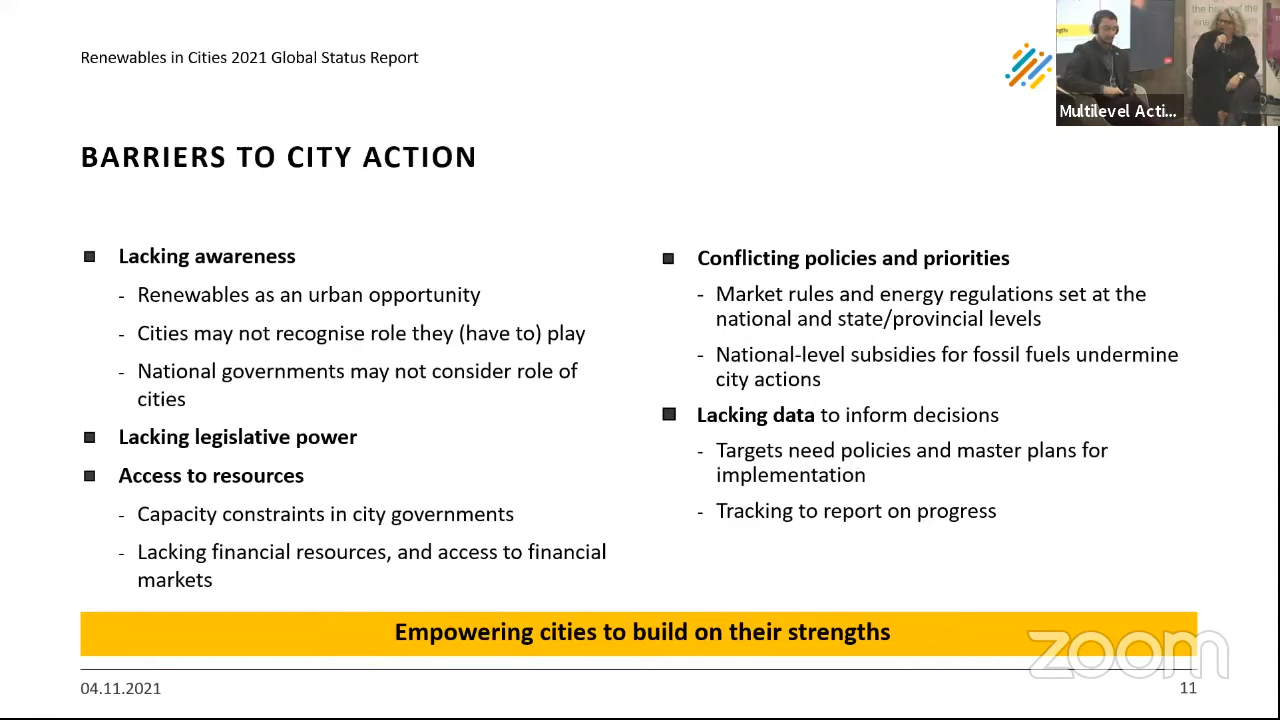 Renewables in Cities 2021 Global Status Report
Multilevel Acti...
BARRIERS TO CITY ACTION
Lacking awareness
- Renewables as an urban opportunity
- Cities may not recognise role they (have to) play
- National governments may not consider role of
cities
Lacking legislative power
Access to resources
- Capacity constraints in city governments
- Lacking financial resources, and access to financial
markets
Conflicting policies and priorities
- Market rules and energy regulations set at the
national and state/provincial levels
- National-level subsidies for fossil fuels undermine
city actions
Lacking data to inform decisions
- Targets need policies and master plans for
implementation
- Tracking to report on progress
Empowering cities to build on their strengths
zoom
04.11.2021
11